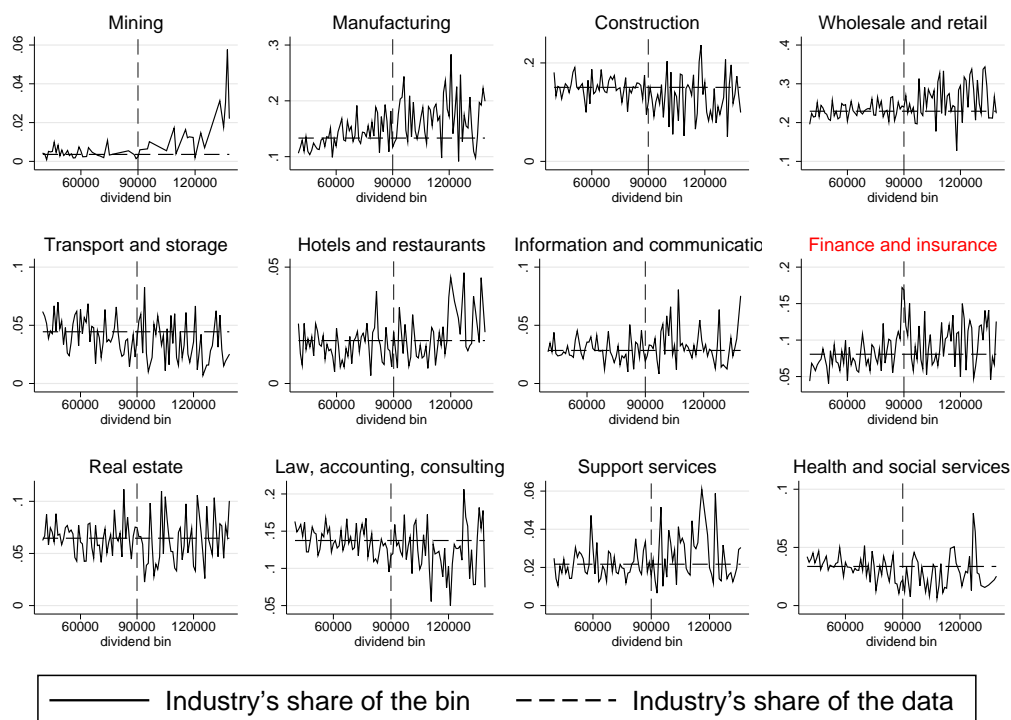 Mining Manufacturing Construction Wholesale and retail
0 .02 .04 .06
60000 90000 120000
dividend bin
.1 .2 .3
60000 90000 120000
dividend bin
0 .2
60000 90000 120000
dividend bin
.1 .2 .3 .4
60000 90000 120000
dividend bin
Transport and storage Hotels and restaurants Information and communicatio Finance and insurance
0 .05 .1
60000 90000 120000
dividend bin
0 .05
60000 90000 120000
dividend bin
0 .05 .1
60000 90000 120000
dividend bin
.05 .1 .15 .2
60000 90000 120000
dividend bin
Real estate Law, accounting, consulting Support services Health and social services
0 .05 .1
60000 90000 120000
dividend bin
.05 .1 .15 .2
60000 90000 120000
dividend bin
0 .02 .04 .06
60000 90000 120000
dividend bin
0 .05 .1
60000 90000 120000
dividend bin
Industry's share of the bin Industry's share of the data